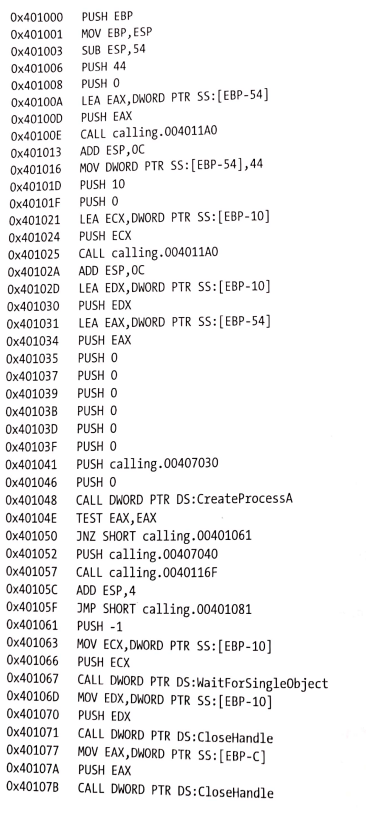 0x401000 PUSH EBP
0x401001 MOV EBP,ESP
0x401003 SUB ESP,54
0x401006 PUSH 44
0x401008 PUSH 0
0x40100A LEA EAX,DWORD PTR SS:[EBP-54]
0x40100D PUSH EAX
0x40100E CALL calling.004011A0
0x401013 ADD ESP,0C
0x401016 MOV DWORD PTR SS:[EBP-54],44
0x40101D PUSH 10
0x40101F PUSH 0
0x401021 LEA ECX,DWORD PTR SS:[EBP-10]
0x401024 PUSH ECX
0x401025 CALL calling.004011A0
0x40102A ADD ESP,0C
0x40102D LEA EDX,DWORD PTR SS:[EBP-10]
0x401030 PUSH EDX
0x401031 LEA EAX,DWORD PTR SS:[EBP-54]
0x401034 PUSH EAX
0x401035 PUSH 0
0x401037 PUSH 0
0x401039 PUSH 0
0x40103B PUSH 0
0x40103D PUSH 0
0x40103F PUSH 0
0x401041 PUSH calling.00407030
0x401046 PUSH 0
0x401048 CALL DWORD PTR DS:CreateProcessA
0x40104E TEST EAX,EAX
0x401050 JNZ SHORT calling.00401061
0x401052 PUSH calling.00407040
0x401057 CALL calling.0040116F
0x40105C ADD ESP,4
0x40105F JMP SHORT calling.00401081
0x401061 PUSH -1
0x401063 MOV ECX,DWORD PTR SS:[EBP-10]
0x401066 PUSH ECX
0x401067 CALL DWORD PTR DS:WaitForSingleObject
0x40106D MOV EDX,DWORD PTR SS:[EBP-10]
0x401070 PUSH EDX
0x401071 CALL DWORD PTR DS:CloseHandle
0x401077 MOV EAX,DWORD PTR SS:[EBP-C]
0x40107A PUSH EAX
0x40107B CALL DWORD PTR DS:CloseHandle